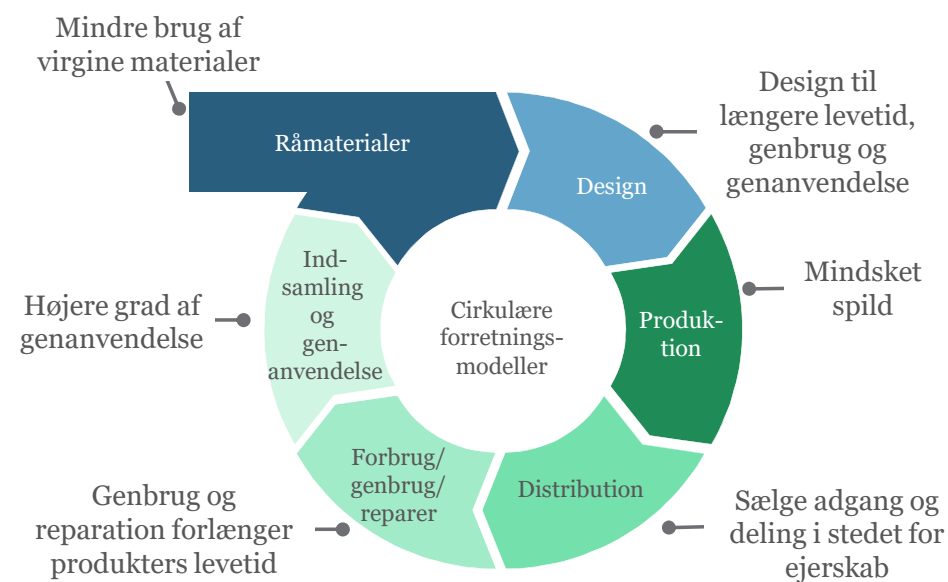 Mindre brug af
virgine materialer
Råmaterialer
Design
Design til
længere levetid,
genbrug og
genanvendelse
Produk-
tion
Mindsket
spild
Distribution
Sælge adgang og
deling i stedet for
ejerskab
Forbrug/
genbrug/
reparer
Genbrug og
reparation forlænger
produkters levetid
Ind-
samling
og
gen-
anvendelse
Højere grad af
genanvendelse
Cirkulære
forretnings-
modeller